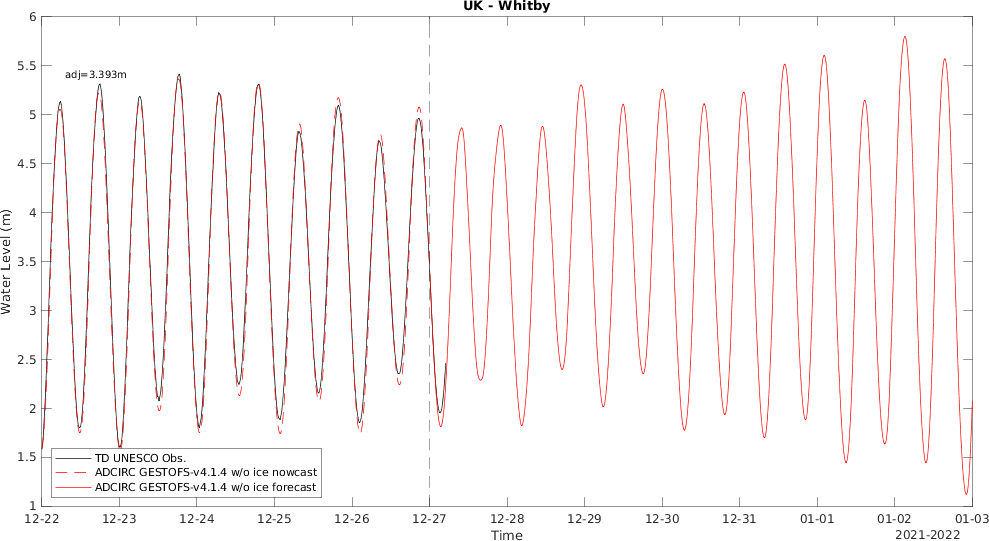 UK - Whitby
6
5.5
5
4.5
4
3.5
3
2.5
2
1.5
1
Water Level (m)
adj=3.393m
TD UNESCO Obs.
ADCIRC GESTOFS-v4.1.4 w/o ice nowcast
ADCIRC GESTOFS-v4.1.4 w/o ice forecast
12-22 12-23 12-24 12-25 12-26 12-27 12-28 12-29 12-30 12-31 01-01 01-02 01-03
Time
2021-2022